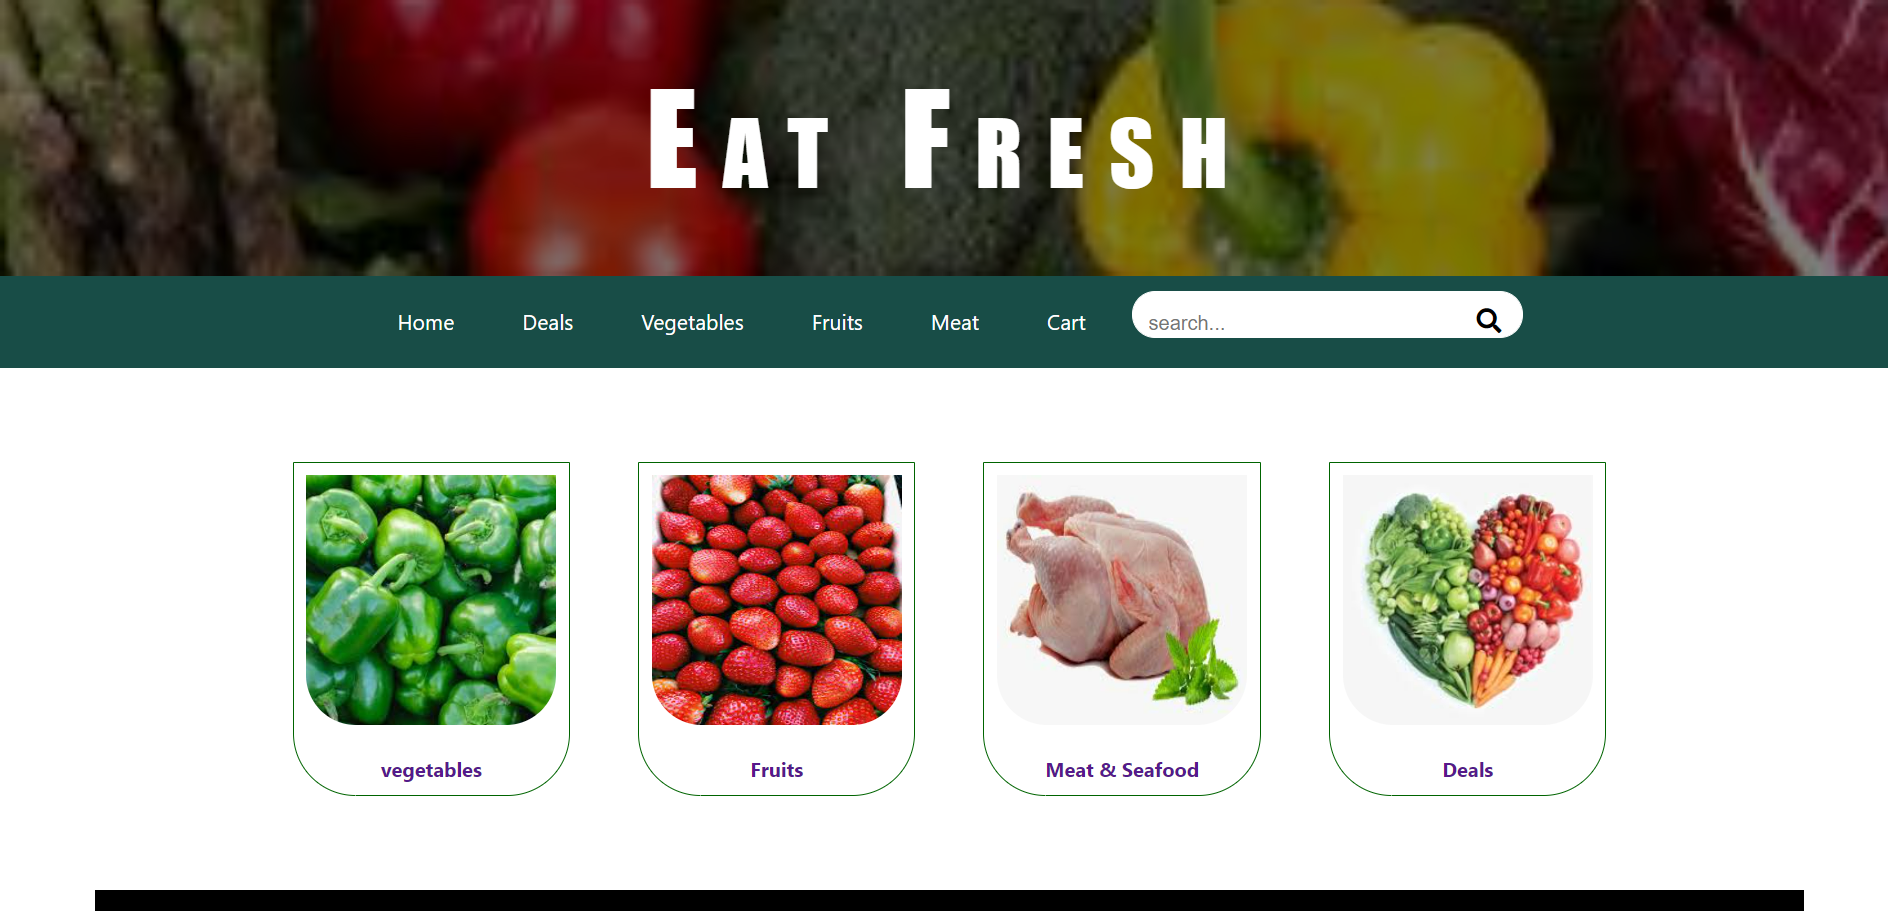 Eat Fresh
Home Deals Vegetables Fruits Meat Cart search...
vegetables Fruits Meat & Seafood Deals